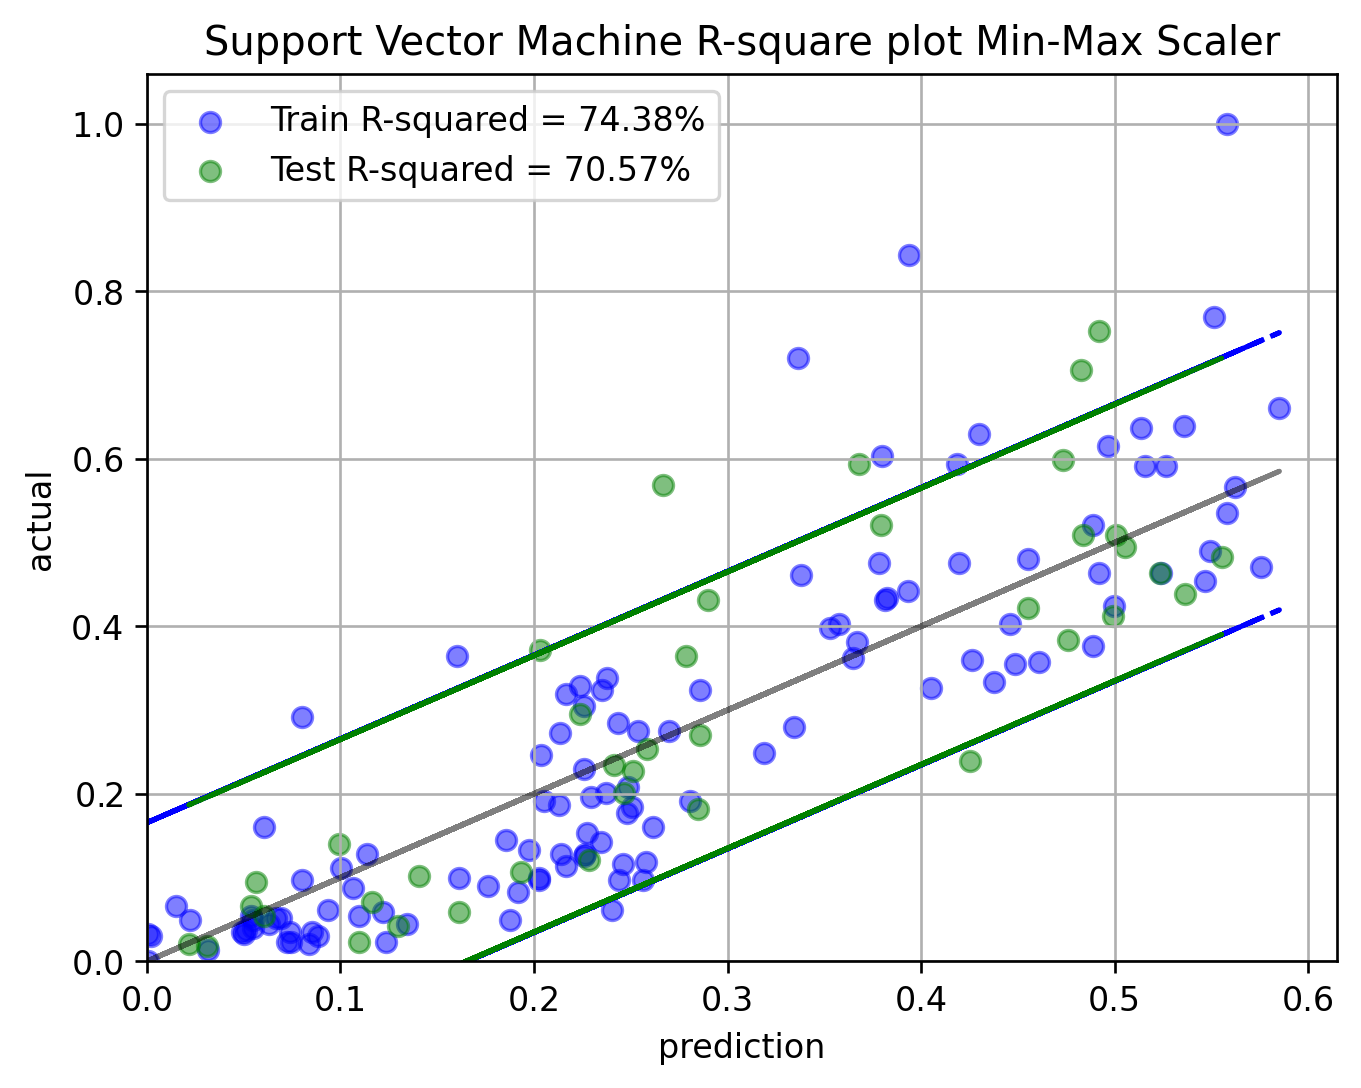 Support Vector Machine R-square plot Min-Max Scaler
Train R-squared = 74.38%
Test R-squared = 70.57%
actual
1.0
0.8
0.6
0.4
0.2
0.0
0.0 0.1 0.2 0.3 0.4 0.5 0.6
prediction